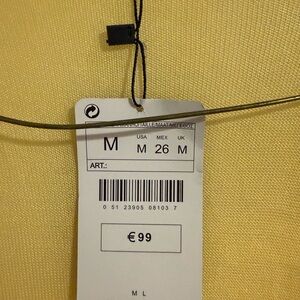 USA MEX UK
M M 26 M
ART.:
0 51 23905 08103 7
€99
M L